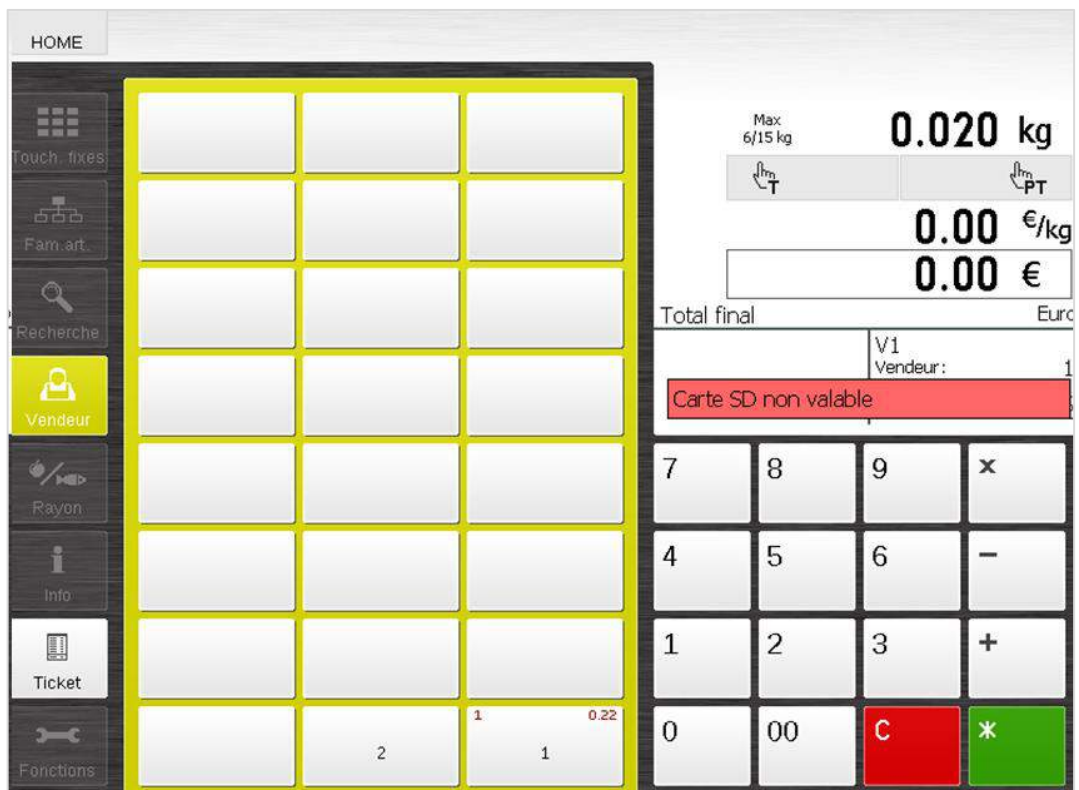 HOME
Touch. fixes
Fam.art.
Recherche
Vendeur
Rayon
Info
Ticket
Fonctions
2
1 0.22
1
Max
6/15 kg
0.020 kg
T
PT
0.00 €/kg
0.00 €
Total final Euro
V1
Vendeur: 1
Carte SD non valable
7 8 9 x
4 5 6 -
1 2 3 +
0 00 C *